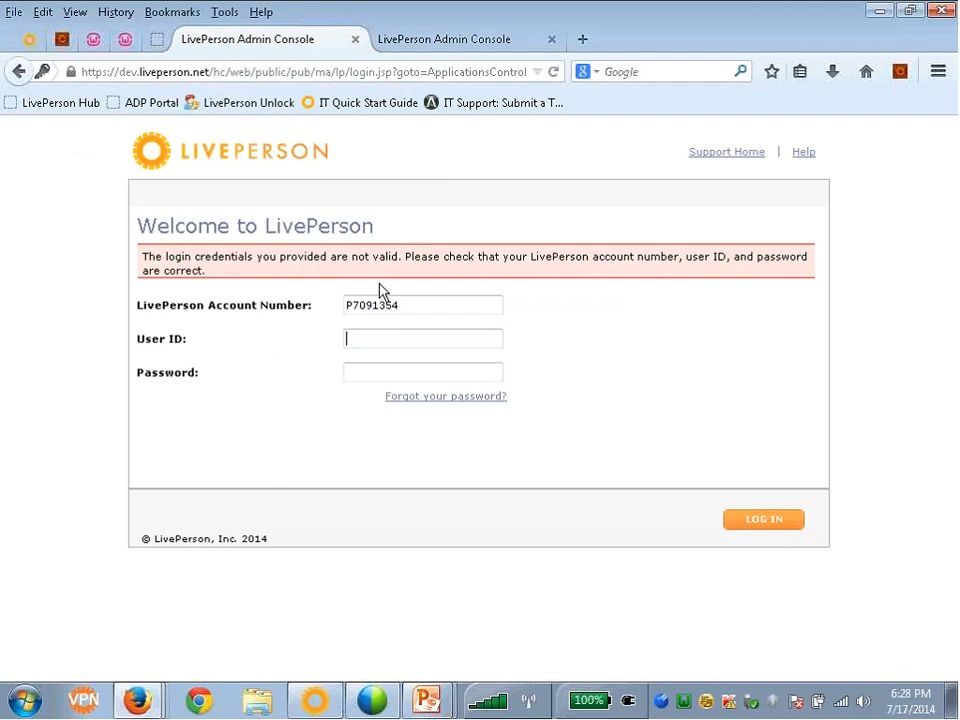 File Edit View History Bookmarks Tools Help
LivePerson Admin Console × LivePerson Admin Console ×
https://dev.liveperson.net/hc/web/public/pub/ma/lp/login.jsp?goto=ApplicationsControl Google
LivePerson Hub ADP Portal LivePerson Unlock IT Quick Start Guide IT Support: Submit a T...
LIVEPERSON
Support Home | Help
Welcome to LivePerson
The login credentials you provided are not valid. Please check that your LivePerson account number, user ID, and password
are correct.
LivePerson Account Number: P7091354
User ID:
Password:
Forgot your password?
LOG IN
© LivePerson, Inc. 2014
VPN 100% 6:28 PM
7/17/2014